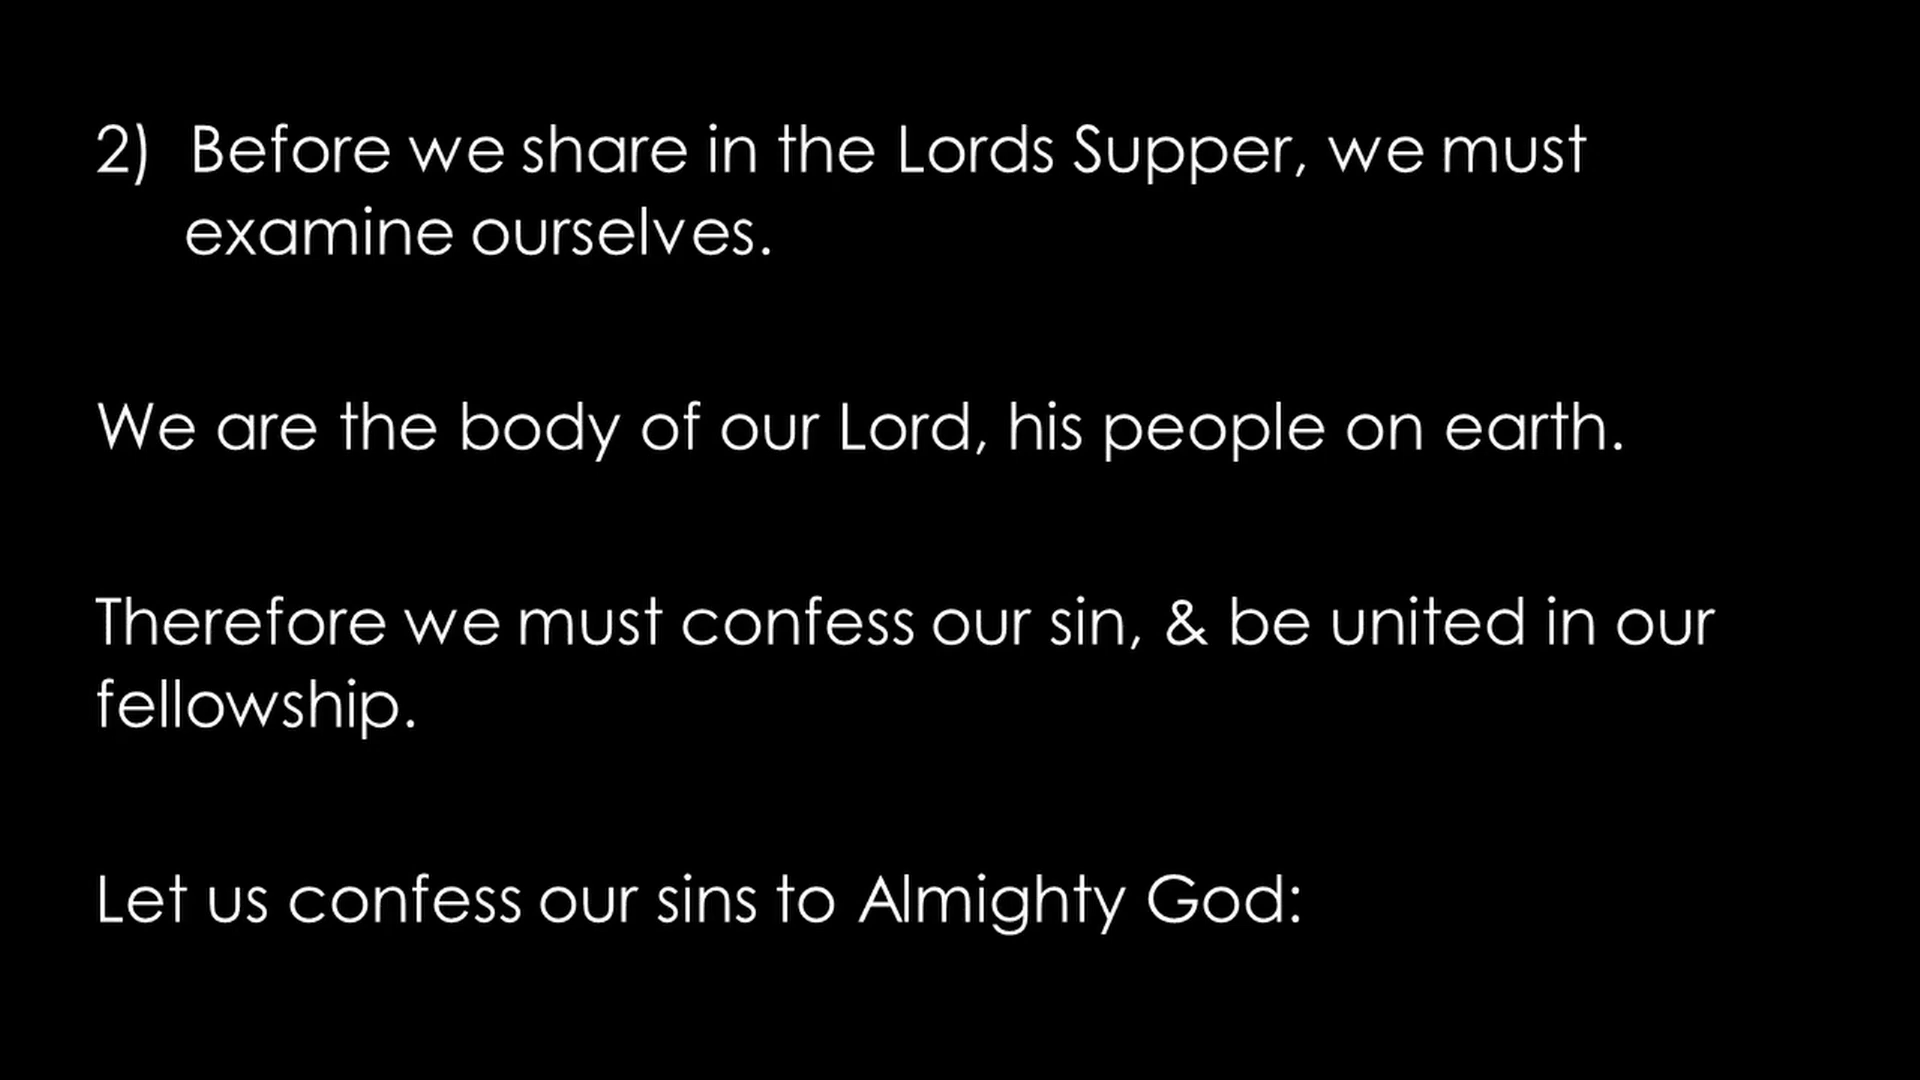 2) Before we share in the Lords Supper, we must
examine ourselves.
We are the body of our Lord, his people on earth.
Therefore we must confess our sin, & be united in our
fellowship.
Let us confess our sins to Almighty God: